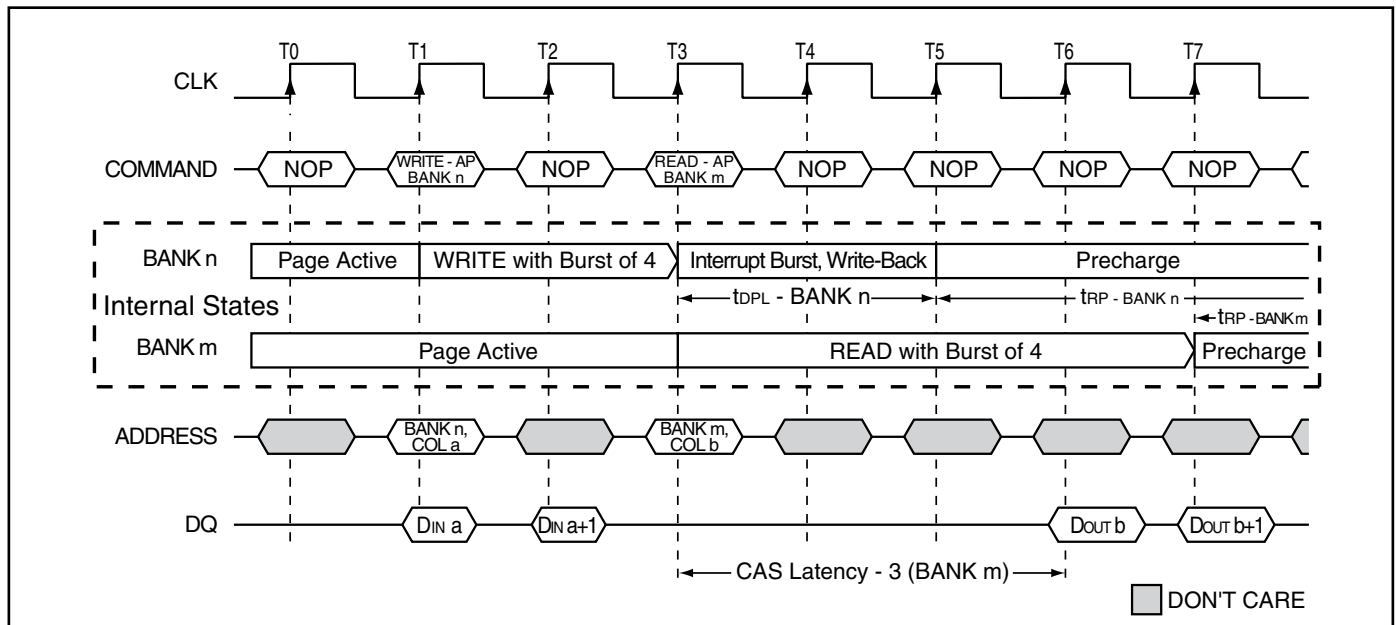 T0 T1 T2 T3 T4 T5 T6 T7
CLK
COMMAND NOP WRITE - AP BANK n NOP READ - AP BANK m NOP NOP NOP NOP
BANK n Page Active WRITE with Burst of 4 Interrupt Burst, Write-Back Precharge
tDPL - BANK n tRP - BANK n
Internal States
tRP - BANK m
BANK m Page Active READ with Burst of 4 Precharge
ADDRESS BANK n, COL a BANK m, COL b
DQ DIN a DIN a+1 DOUT b DOUT b+1
CAS Latency - 3 (BANK m)
DON'T CARE